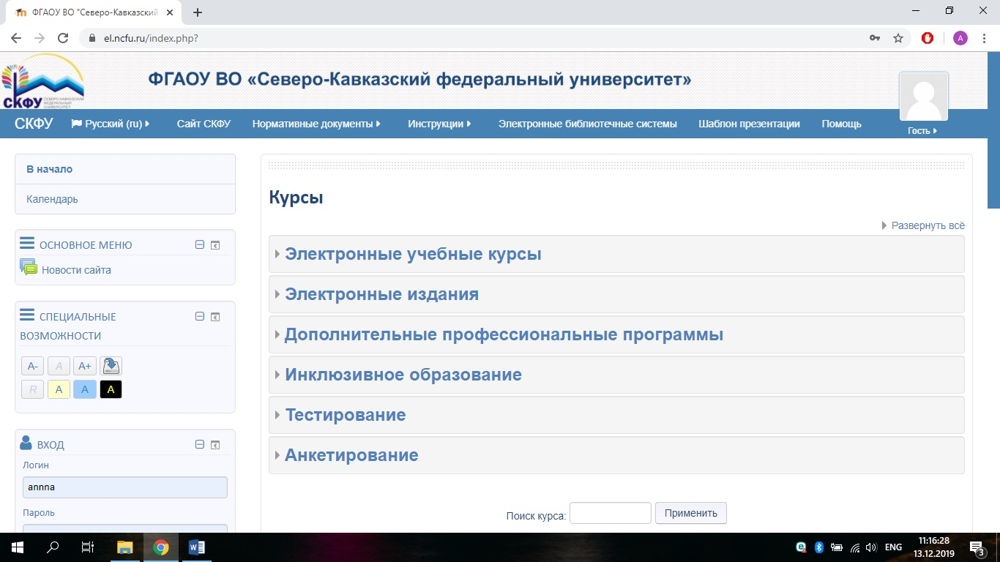 ФГАОУ ВО "Северо-Кавказский
el.ncfu.ru/index.php?
A
СКФУ
СЕВЕРО-КАВКАЗСКИЙ
ФЕДЕРАЛЬНЫЙ
УНИВЕРСИТЕТ
ФГАОУ ВО «Северо-Кавказский федеральный университет»
СКФУ Русский (ru) Сайт СКФУ Нормативные документы Инструкции Электронные библиотечные системы Шаблон презентации Помощь
Гость
В начало
Календарь
ОСНОВНОЕ МЕНЮ
Новости сайта
СПЕЦИАЛЬНЫЕ
ВОЗМОЖНОСТИ
A- A A+
R A A A
ВХОД
Логин
annna
Пароль
Курсы
Развернуть всё
Электронные учебные курсы
Электронные издания
Дополнительные профессиональные программы
Инклюзивное образование
Тестирование
Анкетирование
Поиск курса: Применить
ENG
11:16:28
13.12.2019
3